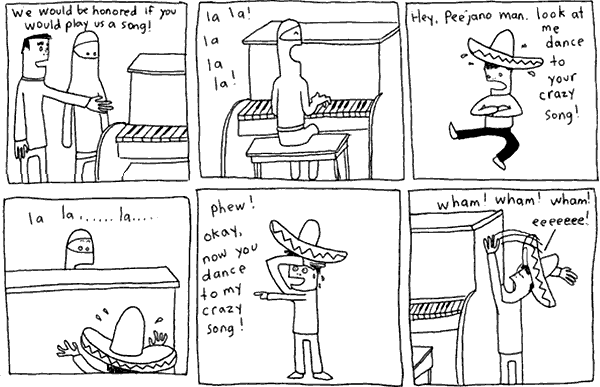 We would be honored if you
would play us a song!
la la!
la
la
la!
Hey, Peejano man. look at
me
dance
to
your
crazy
song!
la la,......la.....
phew!
okay,
now you
dance
to my
crazy
song!
wham! wham! wham!
eeeeeee!